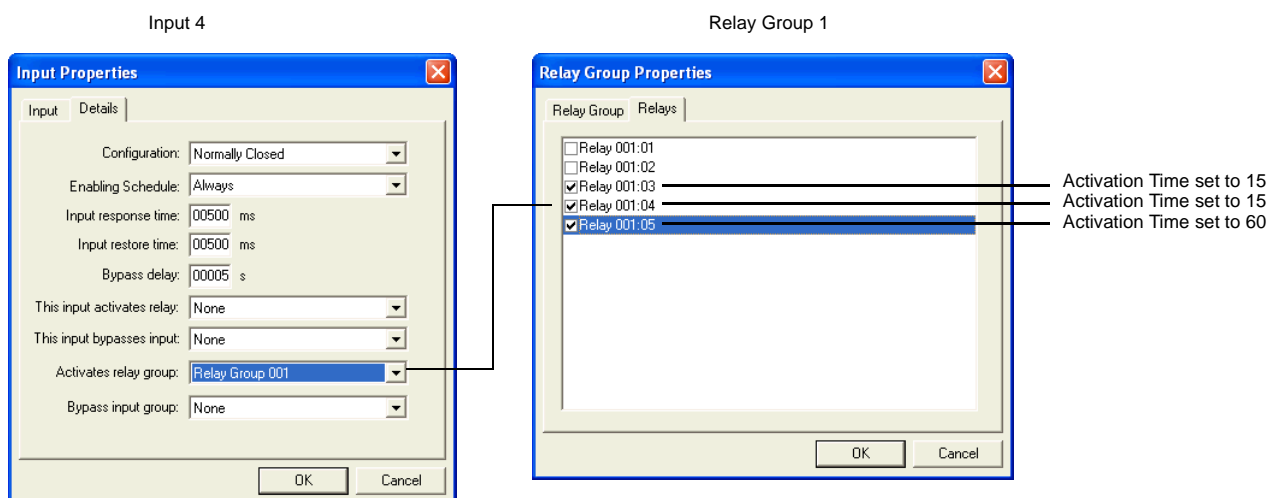 Input 4
Relay Group 1
Input Properties
Input
Details
Configuration: Normally Closed
Enabling Schedule: Always
Input response time: 00500 ms
Input restore time: 00500 ms
Bypass delay: 00005 s
This input activates relay: None
This input bypasses input: None
Activates relay group: Relay Group 001
Bypass input group: None
OK
Cancel
Relay Group Properties
Relay Group
Relays
Relay 001:01
Relay 001:02
Relay 001:03
Relay 001:04
Relay 001:05
OK
Cancel
Activation Time set to 15
Activation Time set to 15
Activation Time set to 60